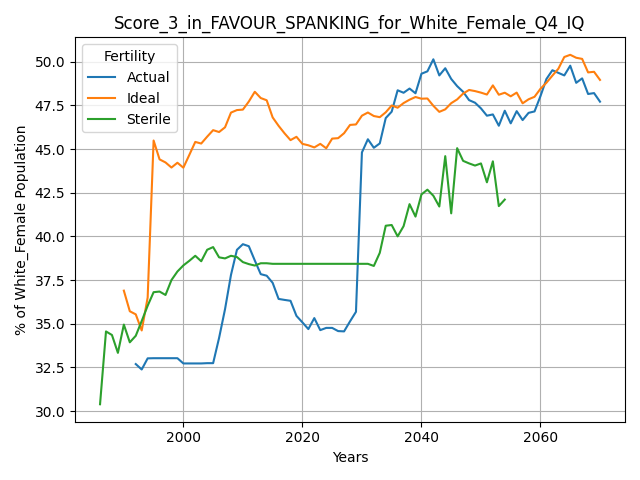 Score_3_in_FAVOUR_SPANKING_for_White_Female_Q4_IQ
Fertility
Actual
Ideal
Sterile
% of White_Female Population
50.0
47.5
45.0
42.5
40.0
37.5
35.0
32.5
30.0
2000
2020
2040
2060
Years